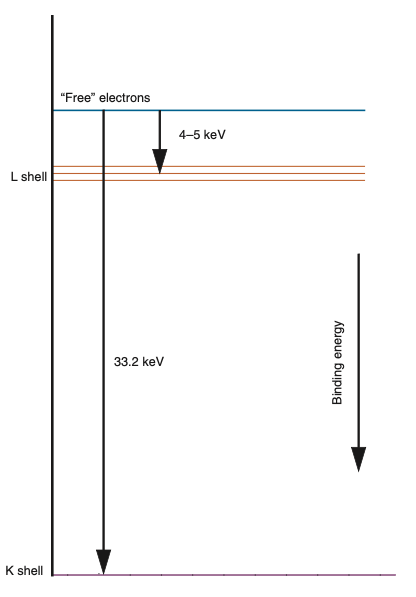 “Free” electrons
4–5 keV
L shell
Binding energy
33.2 keV
K shell